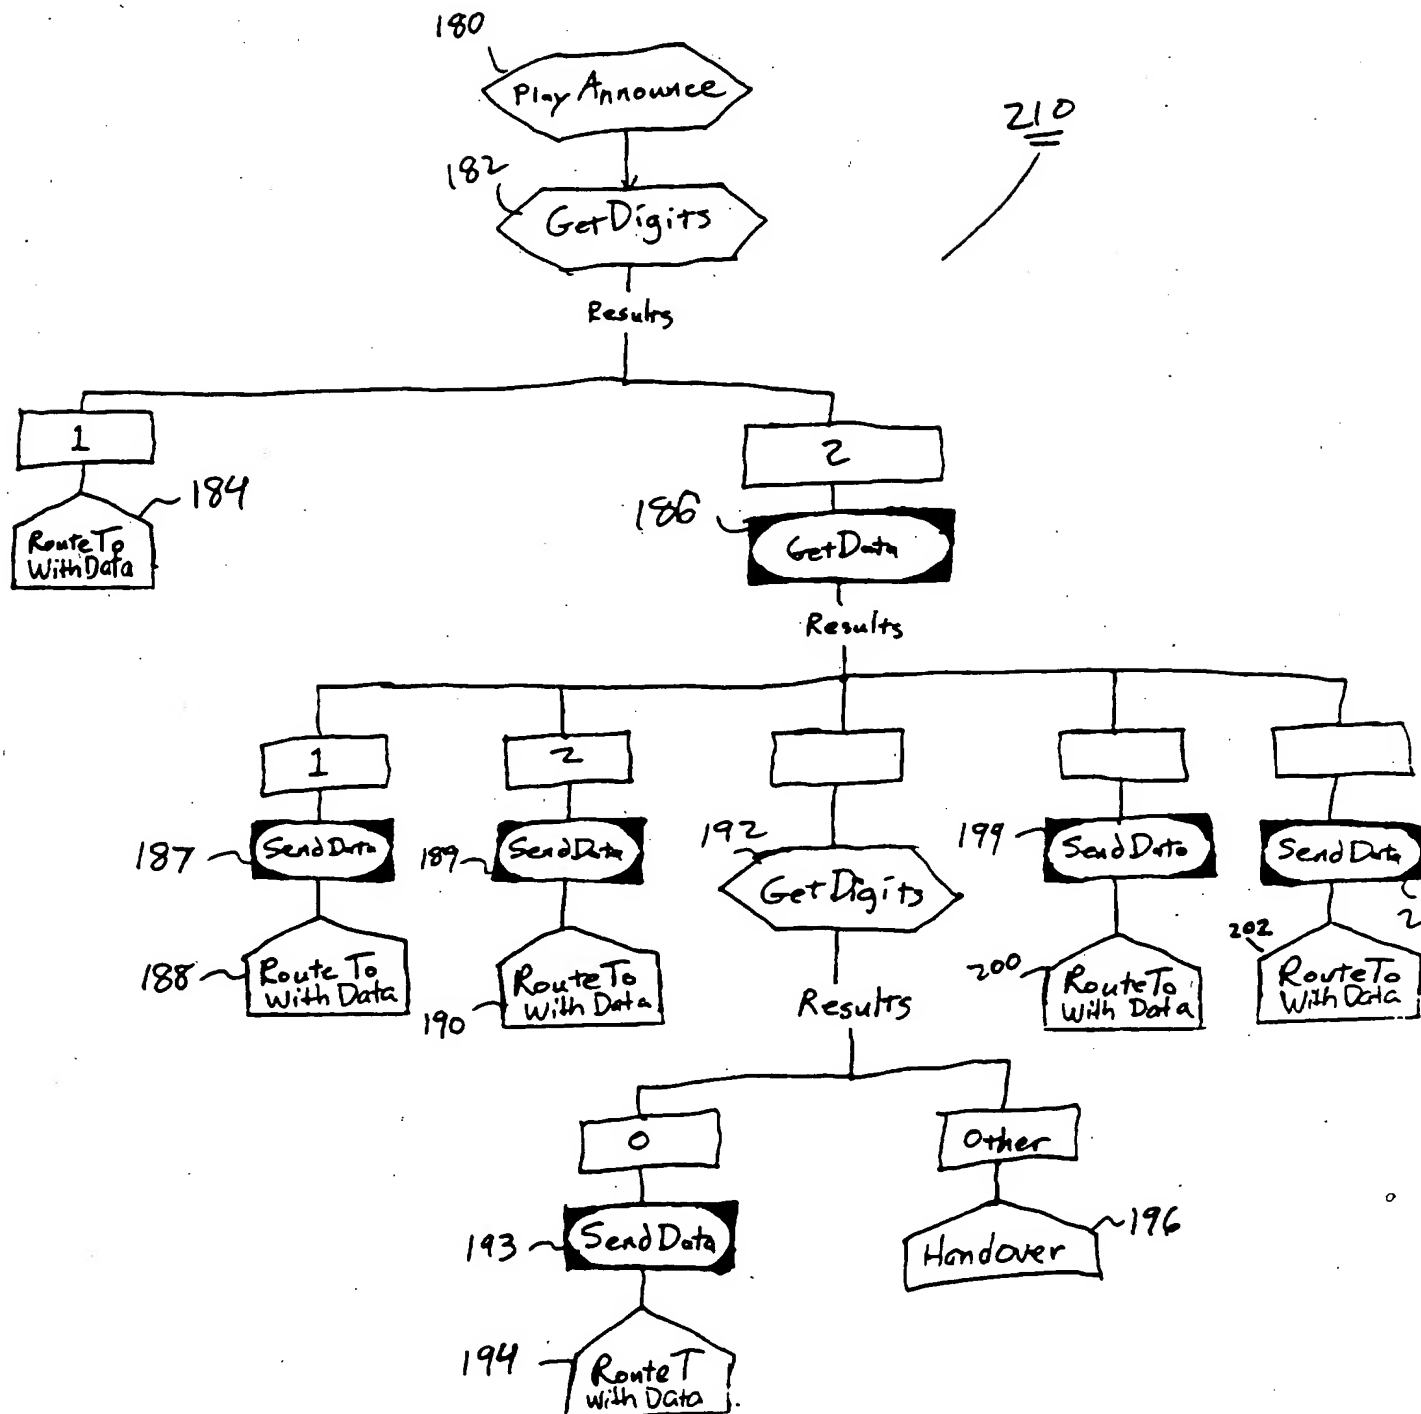 180
Play Announce
210
182
GetDigits
Results
1
2
184
RouteTo
WithData
186
GetData
Results
1
2
187
SendData
189
SendData
192
GetDigits
199
SendData
SendData
188
RouteTo
With Data
190
RouteTo
With Data
Results
200
RouteTo
With Data
202
RouteTo
With Data
0
Other
193
SendData
196
Handover
194
RouteT
with Data